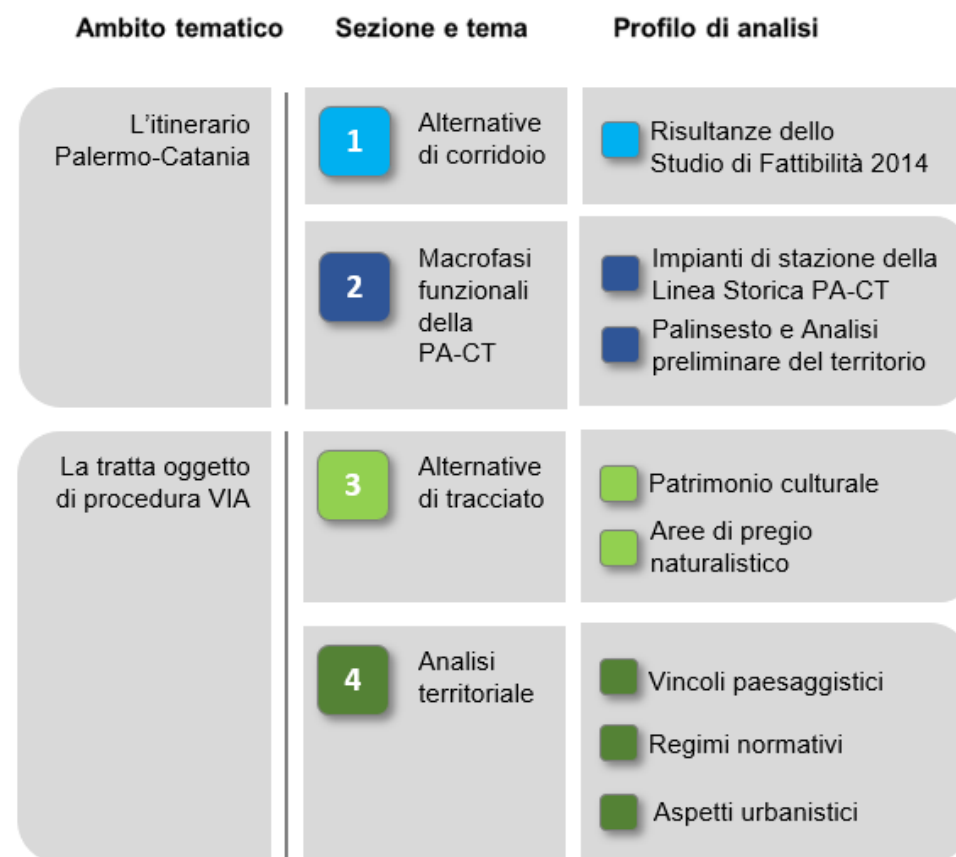 Ambito tematico
Sezione e tema
Profilo di analisi
L'itinerario
Palermo-Catania
1
Alternative
di corridoio
Risultanze dello
Studio di Fattibilità 2014
2
Macrofasi
funzionali
della
PA-CT
Impianti di stazione della
Linea Storica PA-CT
Palinsesto e Analisi
preliminare del territorio
La tratta oggetto
di procedura VIA
3
Alternative
di tracciato
Patrimonio culturale
Aree di pregio
naturalistico
4
Analisi
territoriale
Vincoli paesaggistici
Regimi normativi
Aspetti urbanistici